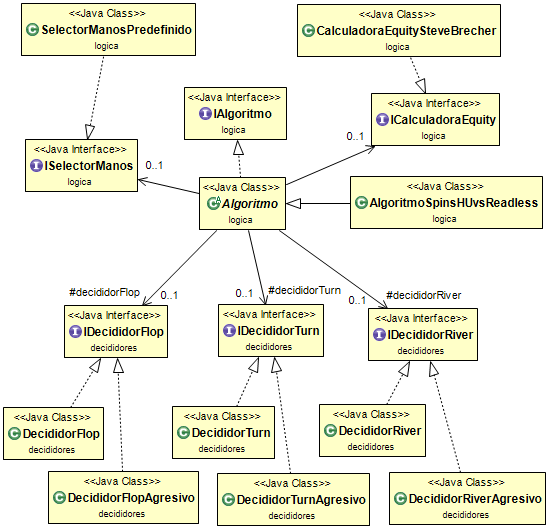 <<Java Class>>
SelectorManosPredefinido
logica
<<Java Class>>
CalculadoraEquitySteveBrecher
logica
<<Java Interface>>
IAlgoritmo
logica
<<Java Interface>>
ICalculadoraEquity
logica
0..1
<<Java Interface>>
ISelectorManos
logica
0..1
<<Java Class>>
Algoritmo
logica
<<Java Class>>
AlgoritmoSpinsHUvsReadless
logica
#decididorFlop
0..1
#decididorTurn
0..1
#decididorRiver
0..1
<<Java Interface>>
IDecididorFlop
decididores
<<Java Interface>>
IDecididorTurn
decididores
<<Java Interface>>
IDecididorRiver
decididores
<<Java Class>>
DecididorFlop
decididores
<<Java Class>>
DecididorTurn
decididores
<<Java Class>>
DecididorRiver
decididores
<<Java Class>>
DecididorFlopAgresivo
decididores
<<Java Class>>
DecididorTurnAgresivo
decididores
<<Java Class>>
DecididorRiverAgresivo
decididores